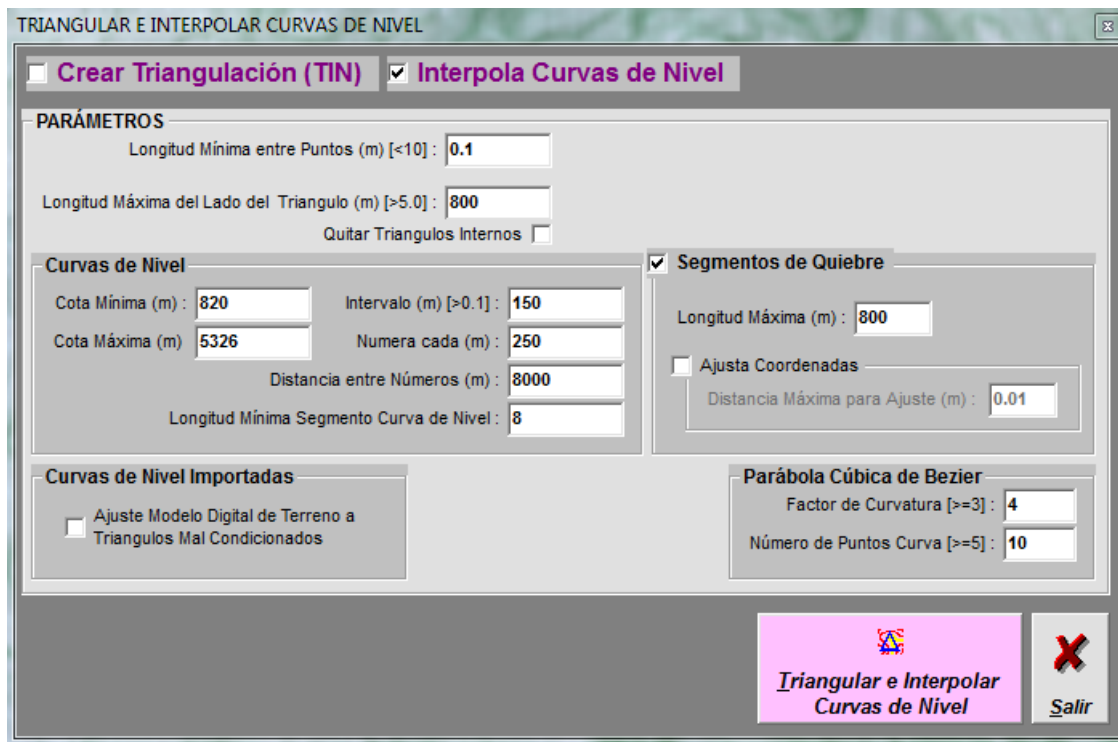 TRIANGULAR E INTERPOLAR CURVAS DE NIVEL
Crear Triangulación (TIN)
Interpola Curvas de Nivel
PARÁMETROS
Longitud Mínima entre Puntos (m) [<10] : 0.1
Longitud Máxima del Lado del Triangulo (m) [>5.0] : 800
Quitar Triangulos Internos
Curvas de Nivel
Cota Mínima (m) : 820
Intervalo (m) [>0.1] : 150
Cota Máxima (m) 5326
Numera cada (m) : 250
Distancia entre Números (m) : 8000
Longitud Mínima Segmento Curva de Nivel : 8
Segmentos de Quiebre
Longitud Máxima (m) : 800
Ajusta Coordenadas
Distancia Máxima para Ajuste (m) : 0.01
Curvas de Nivel Importadas
Ajuste Modelo Digital de Terreno a
Triangulos Mal Condicionados
Parábola Cúbica de Bezier
Factor de Curvatura [>=3] : 4
Número de Puntos Curva [>=5] : 10
Triangular e Interpolar
Curvas de Nivel
Salir